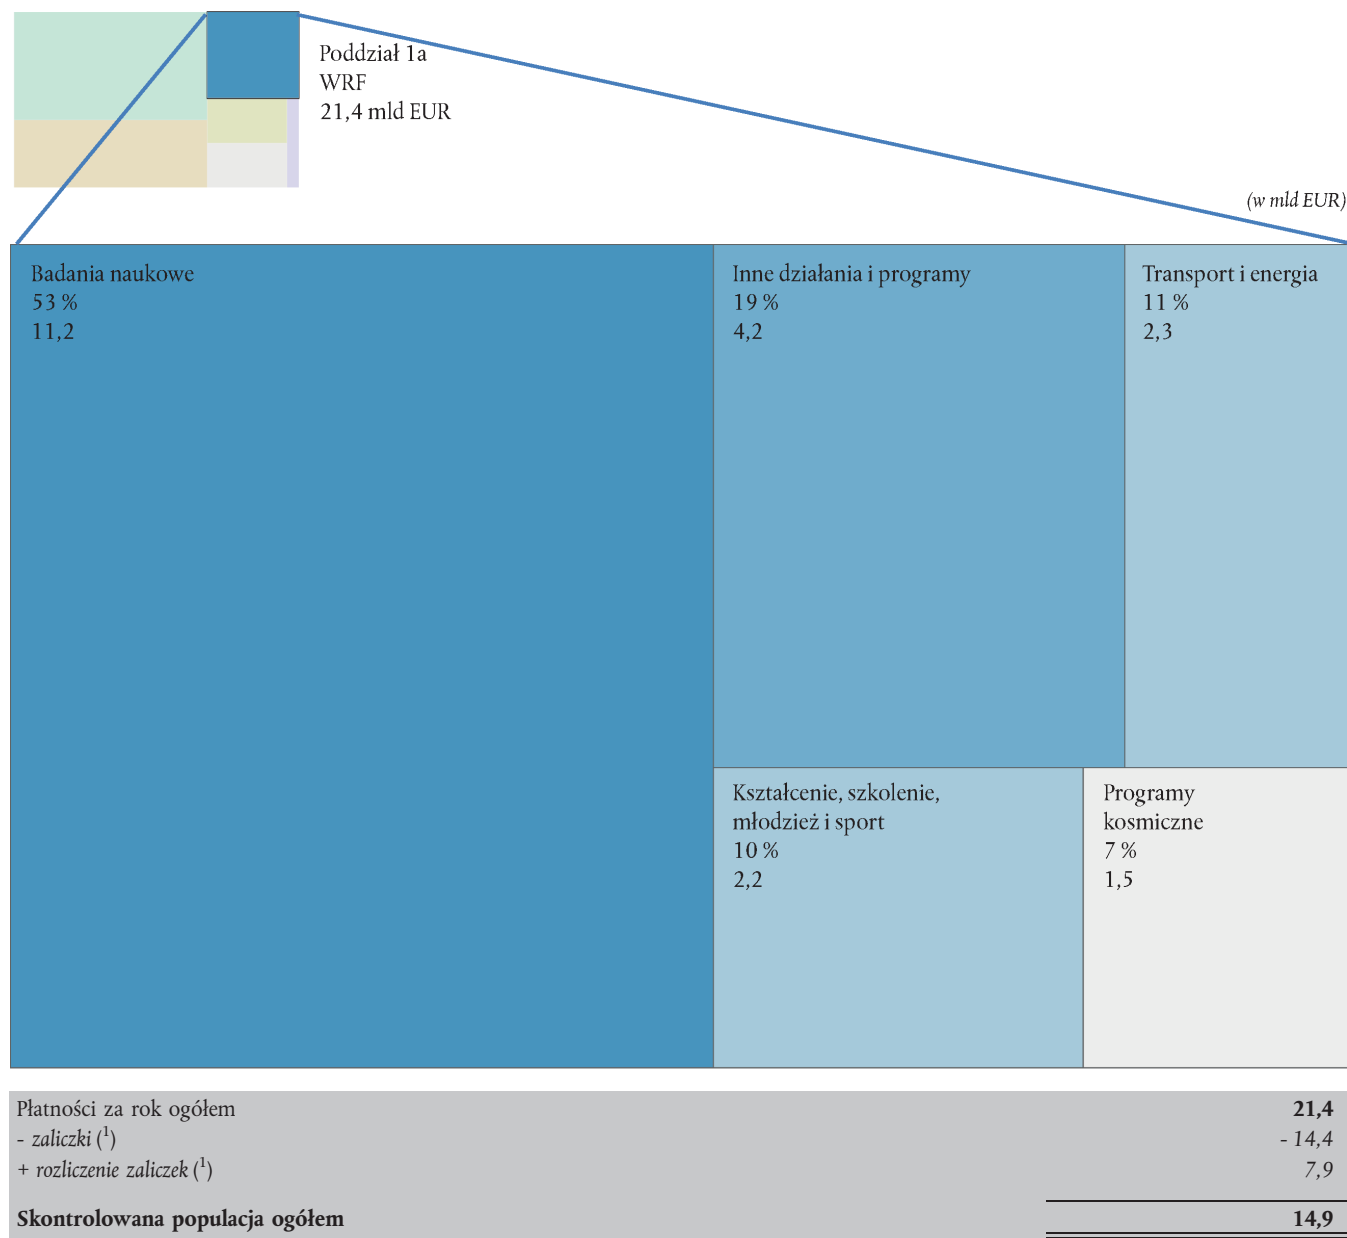 Poddział 1a
WRF
21,4 mld EUR
(w mld EUR)
Badania naukowe
53 %
11,2
Inne działania i programy
19 %
4,2
Transport i energia
11 %
2,3
Kształcenie, szkolenie,
młodzież i sport
10 %
2,2
Programy
kosmiczne
7 %
1,5
Płatności za rok ogółem 21,4
- zaliczki (1) - 14,4
+ rozliczenie zaliczek (1) 7,9
Skontrolowana populacja ogółem 14,9